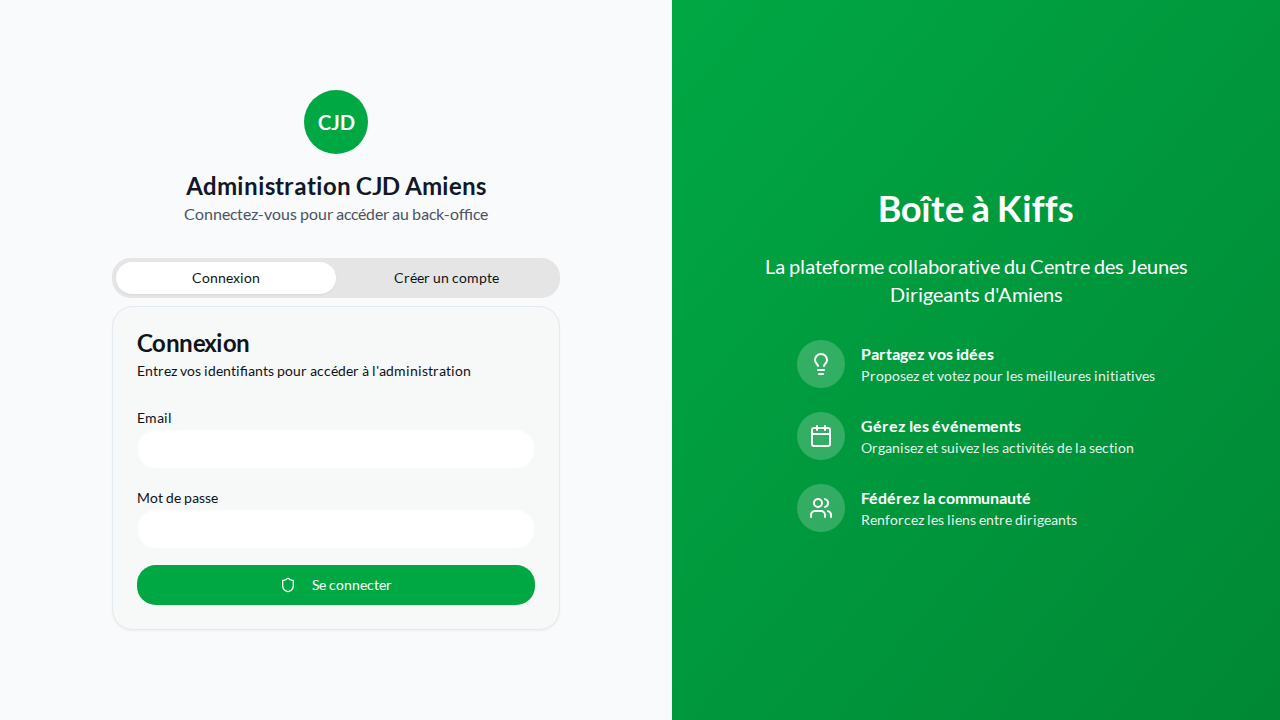 CJD
Administration CJD Amiens
Connectez-vous pour accéder au back-office
Connexion
Créer un compte
Connexion
Entrez vos identifiants pour accéder à l'administration
Email
Mot de passe
Se connecter
Boîte à Kiffs
La plateforme collaborative du Centre des Jeunes
Dirigeants d'Amiens
Partagez vos idées
Proposez et votez pour les meilleures initiatives
Gérez les événements
Organisez et suivez les activités de la section
Fédérez la communauté
Renforcez les liens entre dirigeants